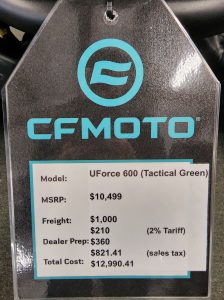 CFMOTO
Model: UForce 600 (Tactical Green)
MSRP: $10,499
Freight: $1,000
$210 (2% Tariff)
Dealer Prep: $360
$821.41 (sales tax)
Total Cost: $12,990.41